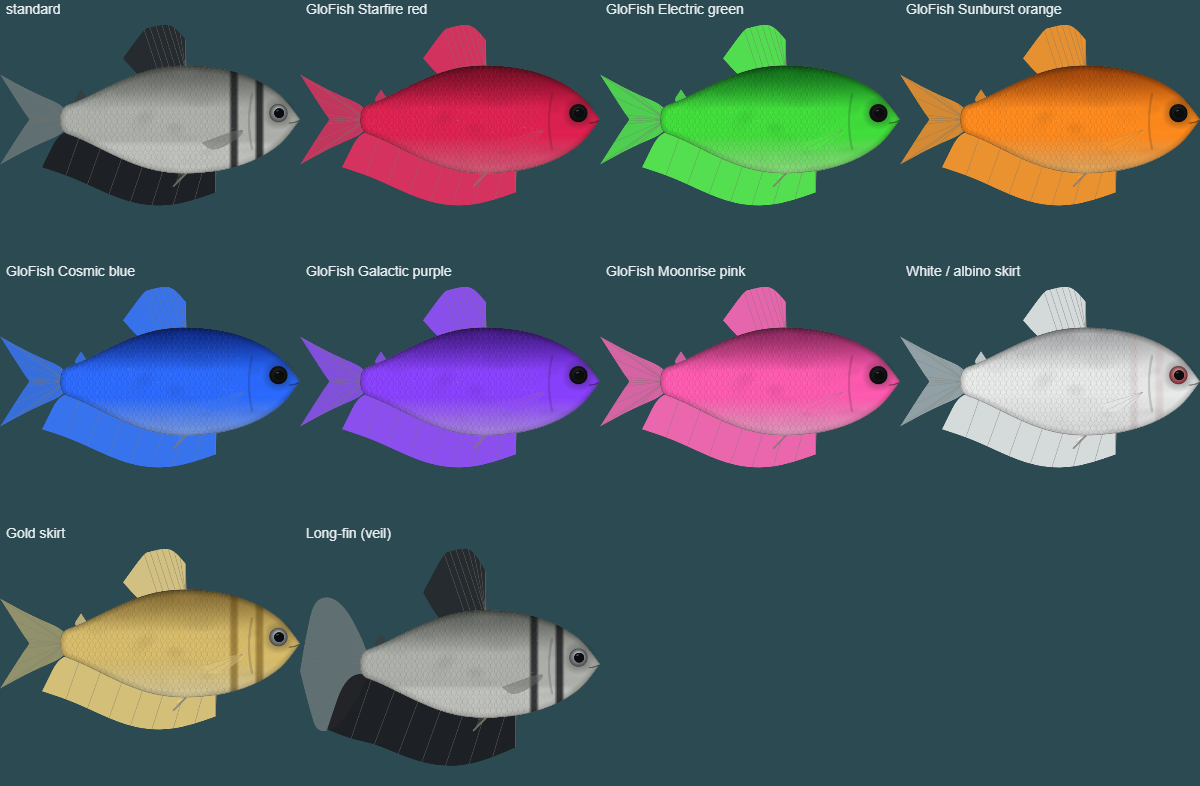 standard
GloFish Starfire red
GloFish Electric green
GloFish Sunburst orange
GloFish Cosmic blue
GloFish Galactic purple
GloFish Moonrise pink
White / albino skirt
Gold skirt
Long-fin (veil)